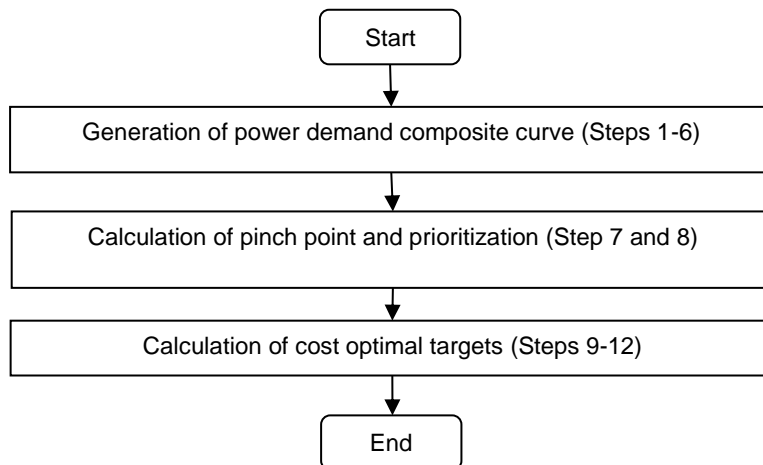 Start
Generation of power demand composite curve (Steps 1-6)
Calculation of pinch point and prioritization (Step 7 and 8)
Calculation of cost optimal targets (Steps 9-12)
End